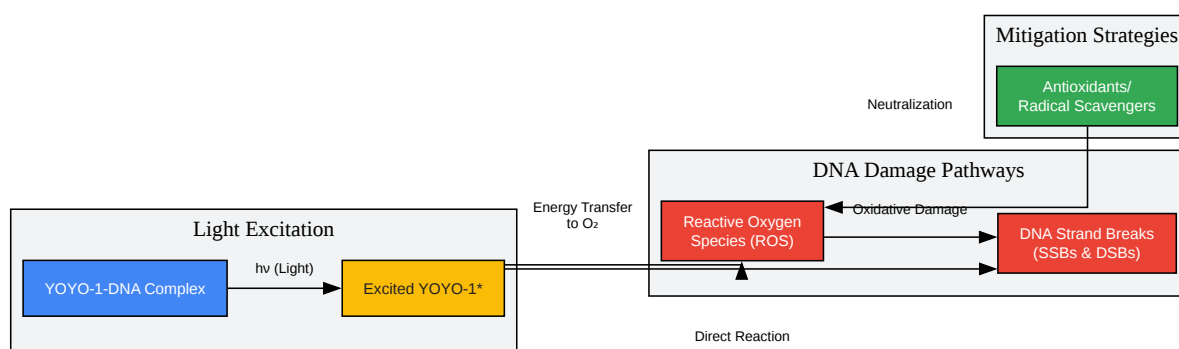 Mitigation Strategies
Antioxidants/
Radical Scavengers
Neutralization
DNA Damage Pathways
Energy Transfer
to O₂
Reactive Oxygen
Species (ROS)
Oxidative Damage
DNA Strand Breaks
(SSBs & DSBs)
Light Excitation
YOYO-1-DNA Complex
hν (Light)
Excited YOYO-1*
Direct Reaction